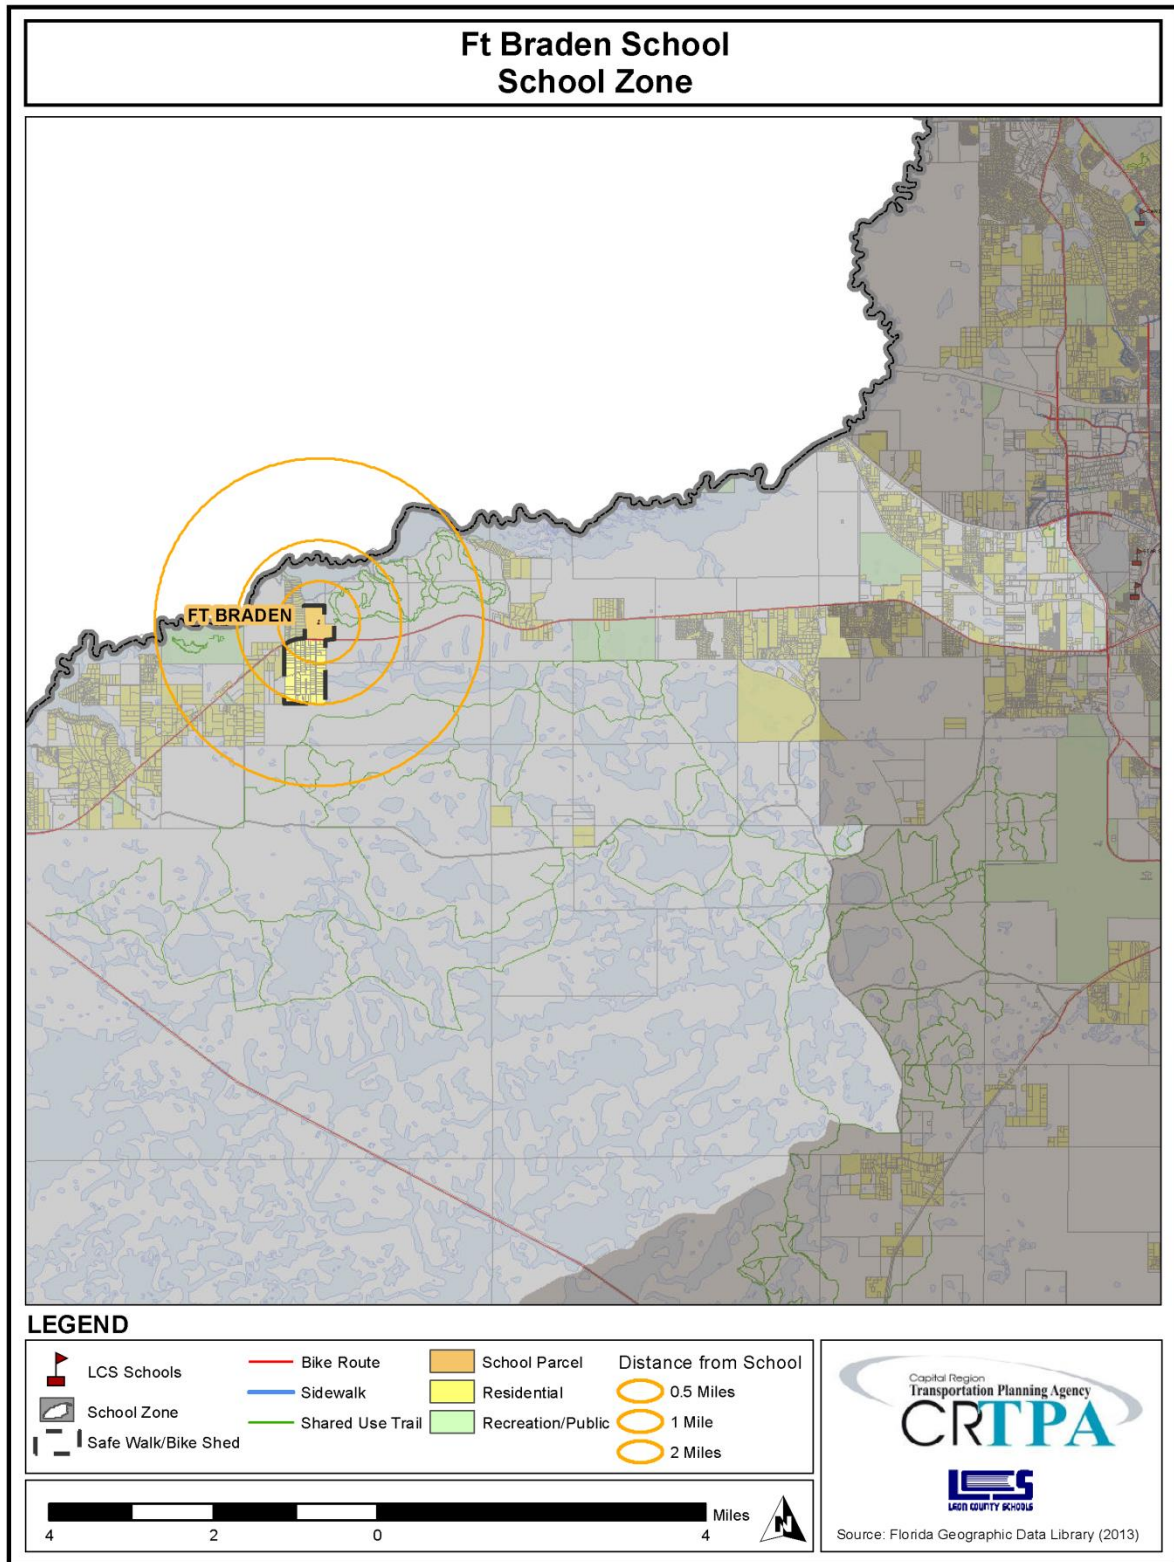 Ft Braden School
School Zone
FT. BRADEN
LEGEND
LCS Schools
School Zone
Safe Walk/Bike Shed
Bike Route
Sidewalk
Shared Use Trail
School Parcel
Residential
Recreation/Public
Distance from School
0.5 Miles
1 Mile
2 Miles
4 2 0 4 Miles
N
Capital Region
Transportation Planning Agency
CRTPA
LCS
LEON COUNTY SCHOOLS
Source: Florida Geographic Data Library (2013)